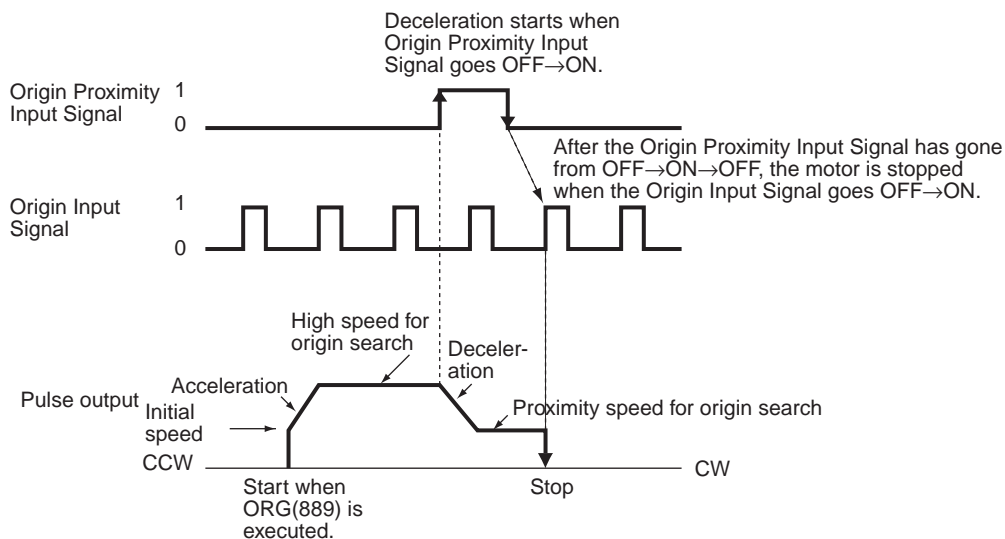 Deceleration starts when
Origin Proximity Input
Signal goes OFF→ON.
Origin Proximity
Input Signal
1
0
After the Origin Proximity Input Signal has gone
from OFF→ON→OFF, the motor is stopped
when the Origin Input Signal goes OFF→ON.
Origin Input
Signal
1
0
High speed for
origin search
Deceler-
ation
Acceleration
Pulse output
Initial
speed
Proximity speed for origin search
CCW
CW
Start when
ORG(889) is
executed.
Stop